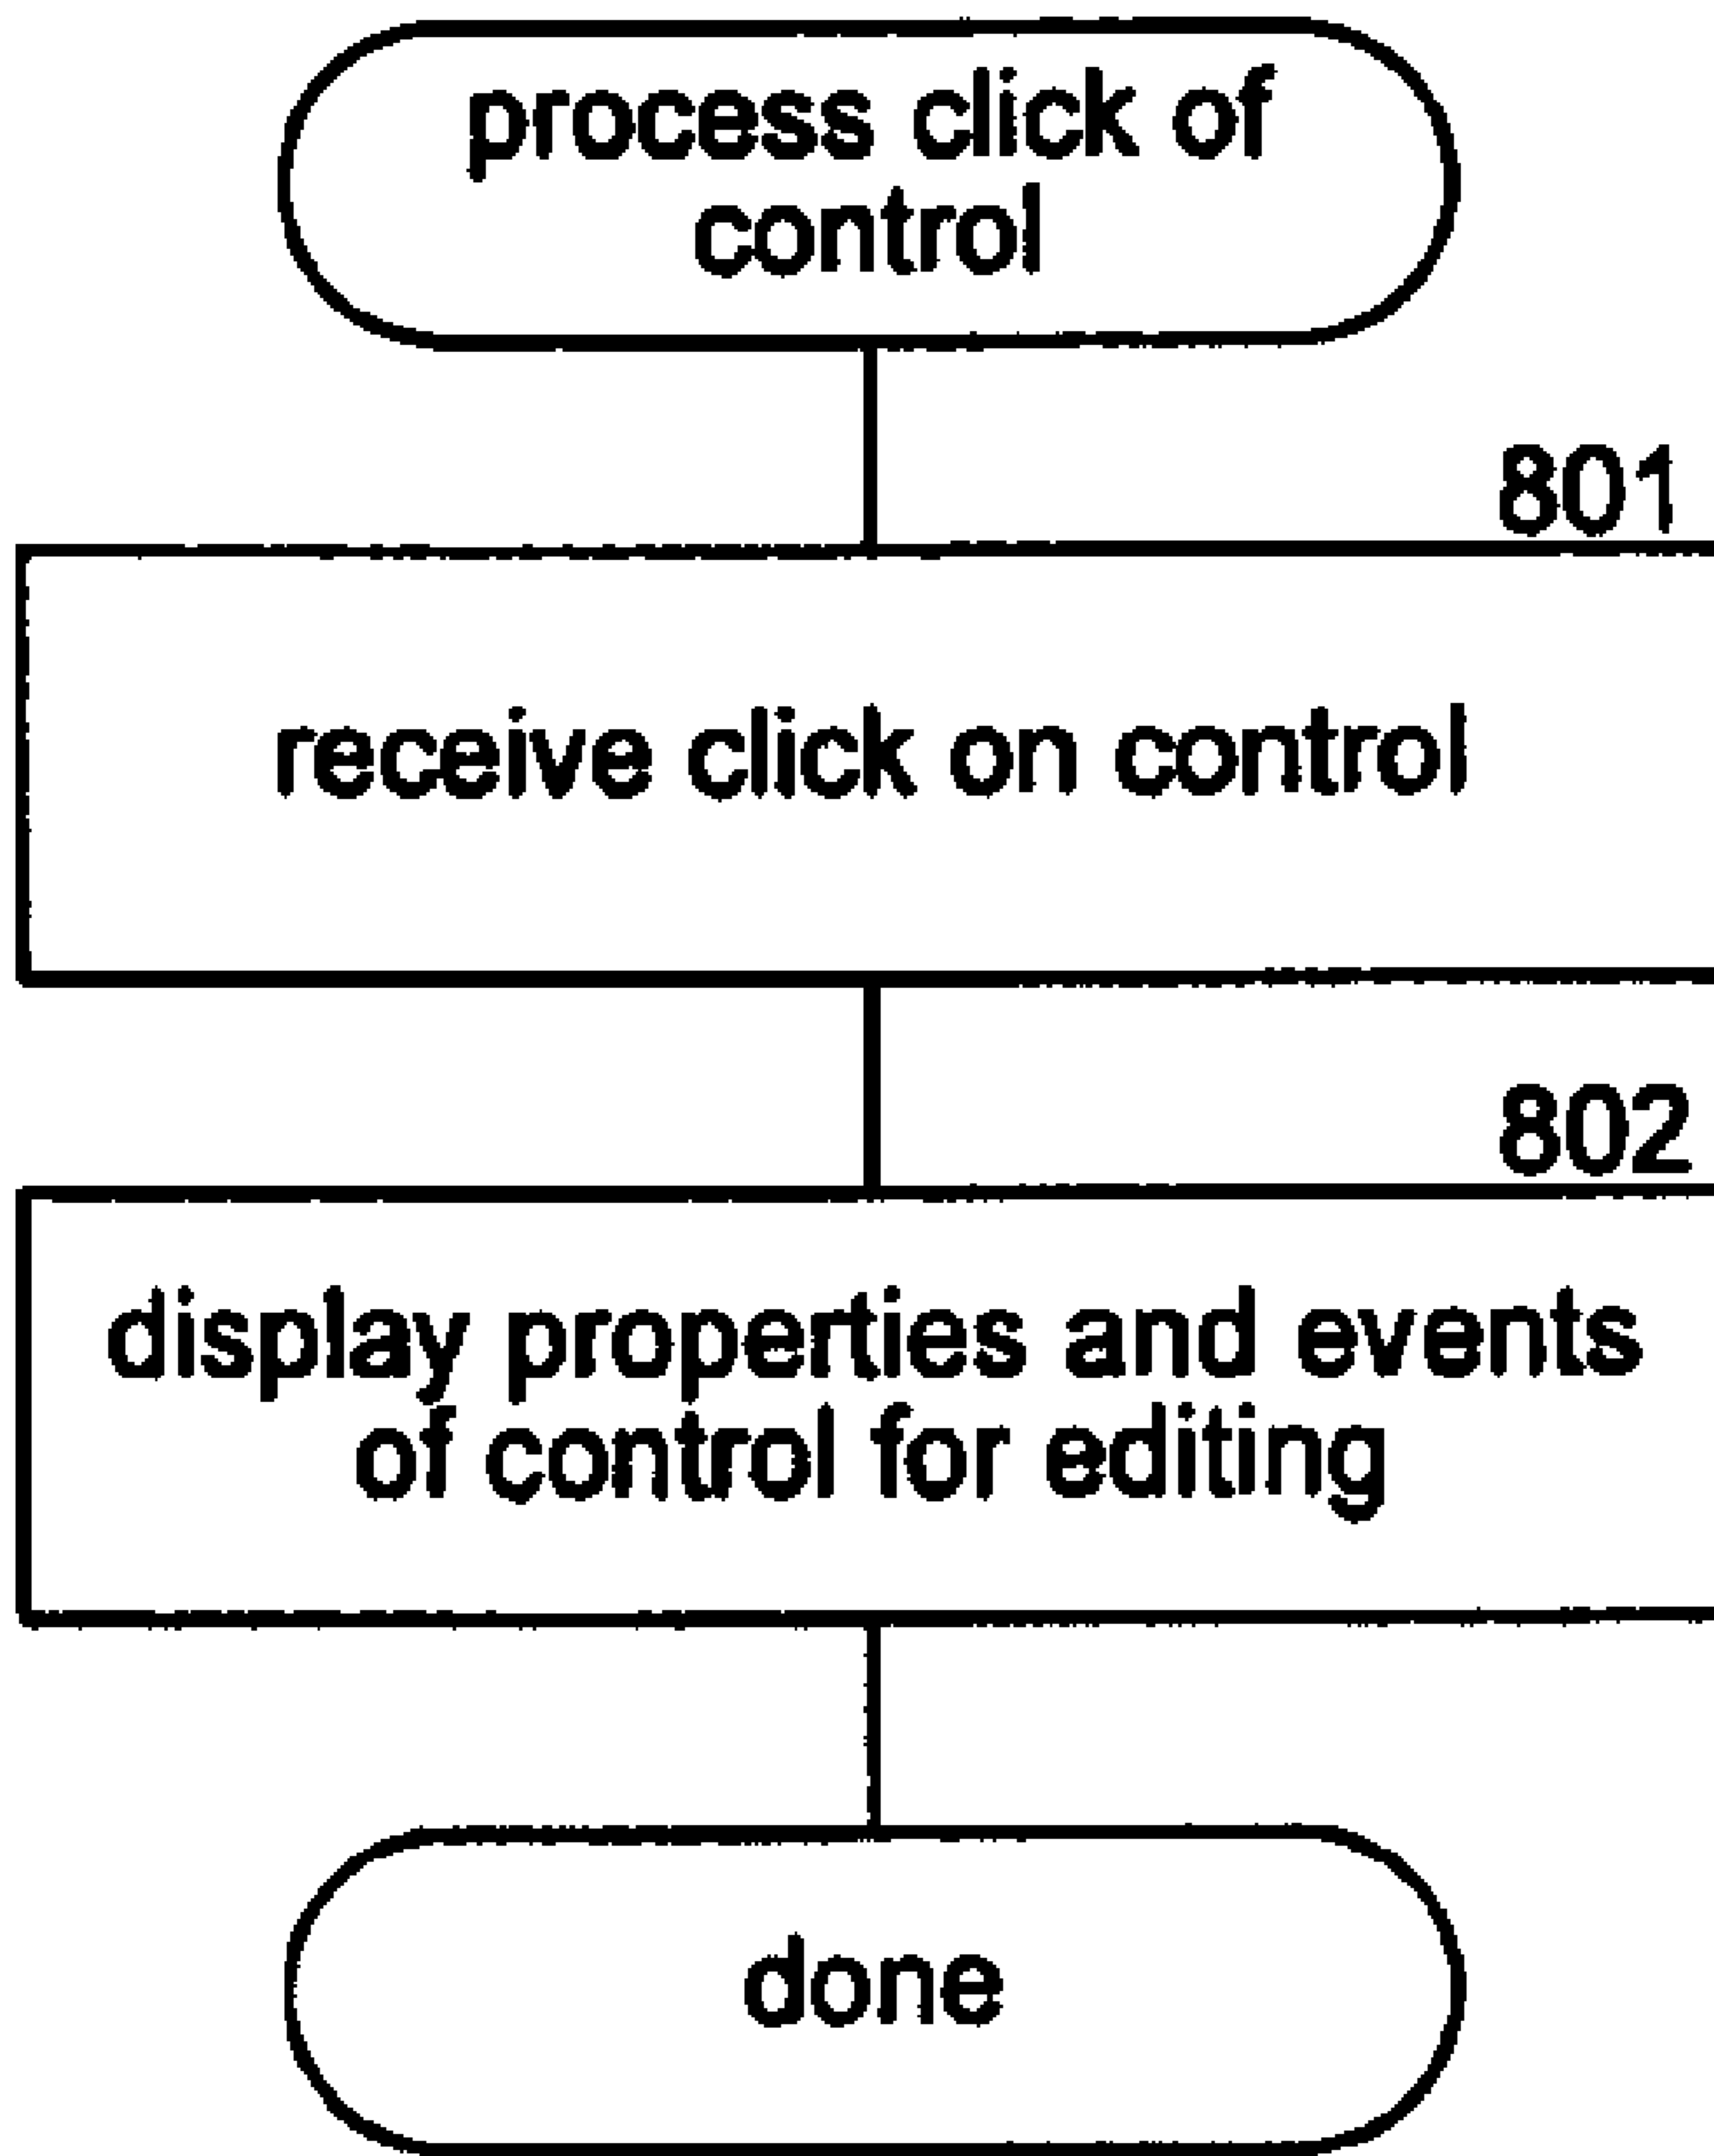 process click of
control
801
receive click on control
802
display properties and events
of control for editing
done